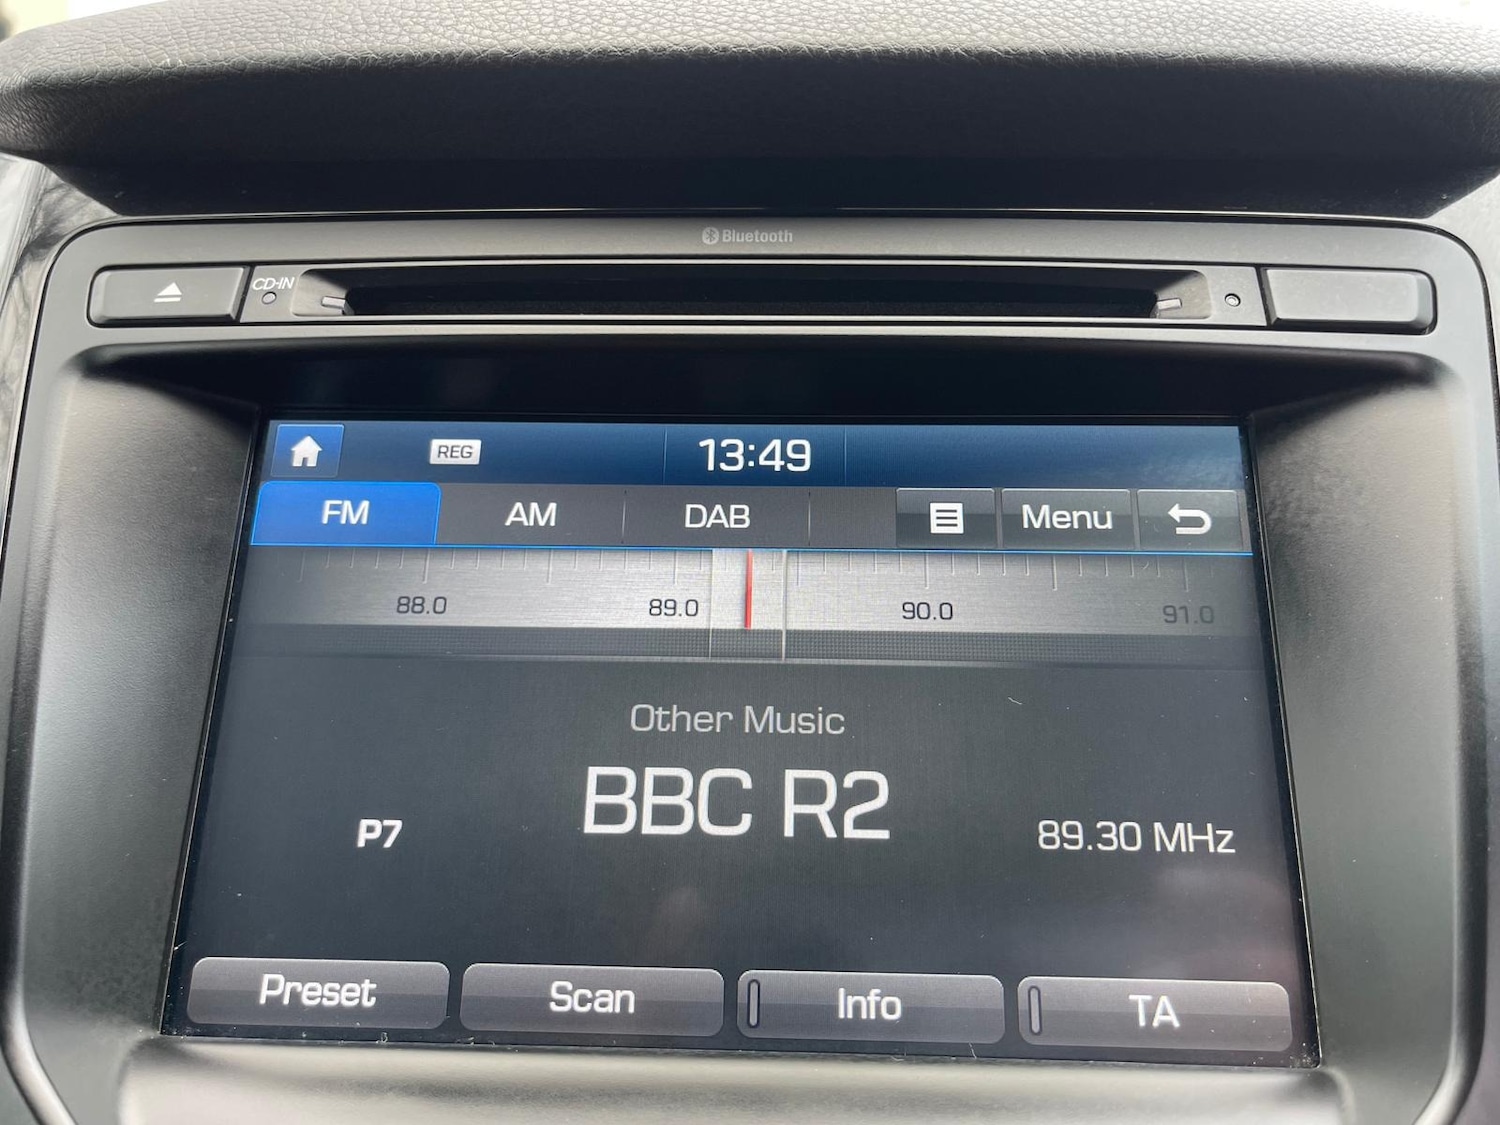 Bluetooth
CD-IN
REG 13:49
FM AM DAB Menu
88.0 89.0 90.0 91.0
Other Music
BBC R2
P7 89.30 MHz
Preset Scan Info TA